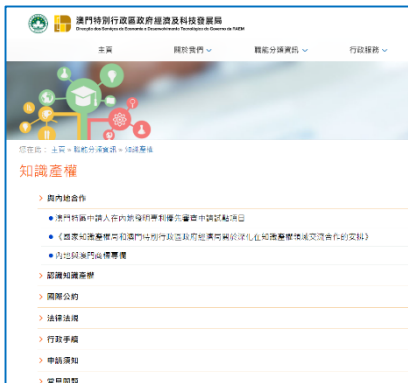 澳門特別行政區政府經濟及科技發展局
Direcção dos Serviços de Economia e Desenvolvimento Tecnológico do Governo da RAEM
主頁 關於我們 職能分類資訊 行政服務
您在此： 主頁 » 職能分類資訊 » 知識產權
知識產權
與內地合作
澳門特區申請人在內地發明專利優先審查申請試點項目
《國家知識產權局和澳門特別行政區政府經濟局關於深化在知識產權領域交流合作的安排》
內地與澳門商標專欄
認識知識產權
國際公約
法律法規
行政手續
申請須知
常見問題